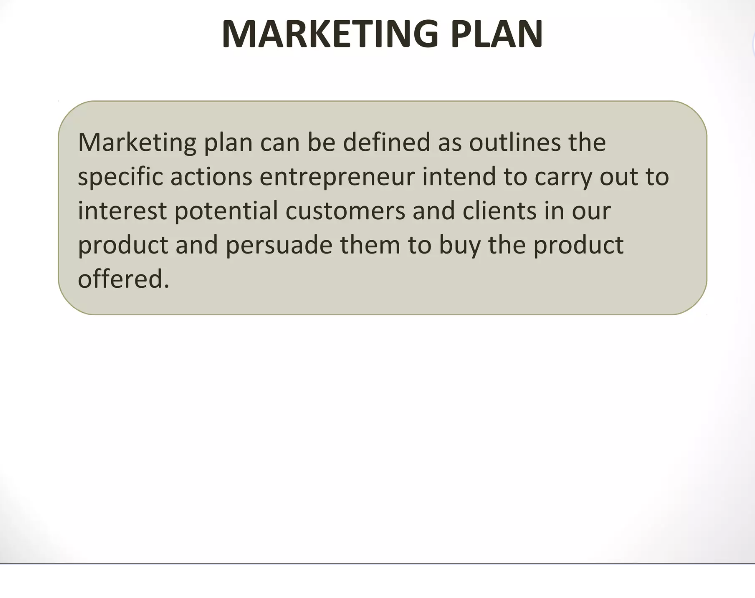 MARKETING PLAN
Marketing plan can be defined as outlines the
specific actions entrepreneur intend to carry out to
interest potential customers and clients in our
product and persuade them to buy the product
offered.